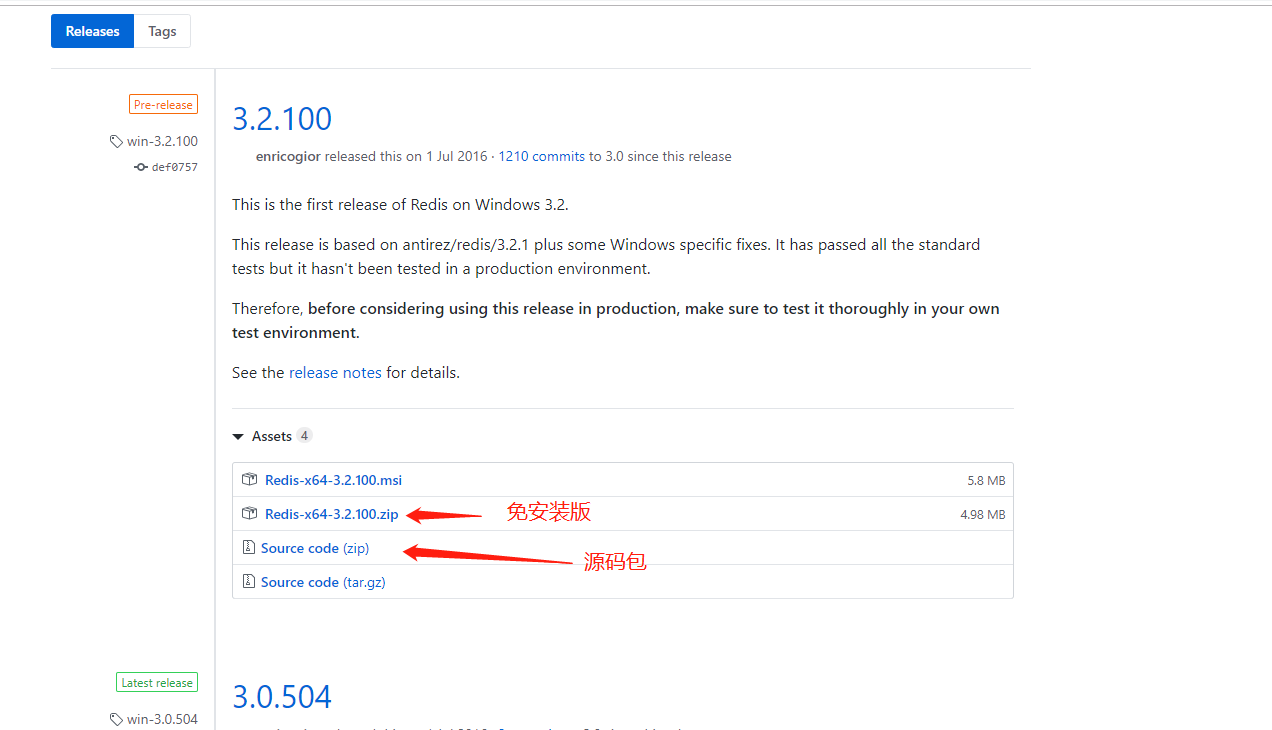 Releases
Tags
Pre-release
win-3.2.100
def0757
3.2.100
enricogior released this on 1 Jul 2016 · 1210 commits to 3.0 since this release
This is the first release of Redis on Windows 3.2.
This release is based on antirez/redis/3.2.1 plus some Windows specific fixes. It has passed all the standard
tests but it hasn't been tested in a production environment.
Therefore, before considering using this release in production, make sure to test it thoroughly in your own
test environment.
See the release notes for details.
Assets 4
Redis-x64-3.2.100.msi 5.8 MB
Redis-x64-3.2.100.zip 免安装版 4.98 MB
Source code (zip) 源码包
Source code (tar.gz)
Latest release
win-3.0.504
3.0.504